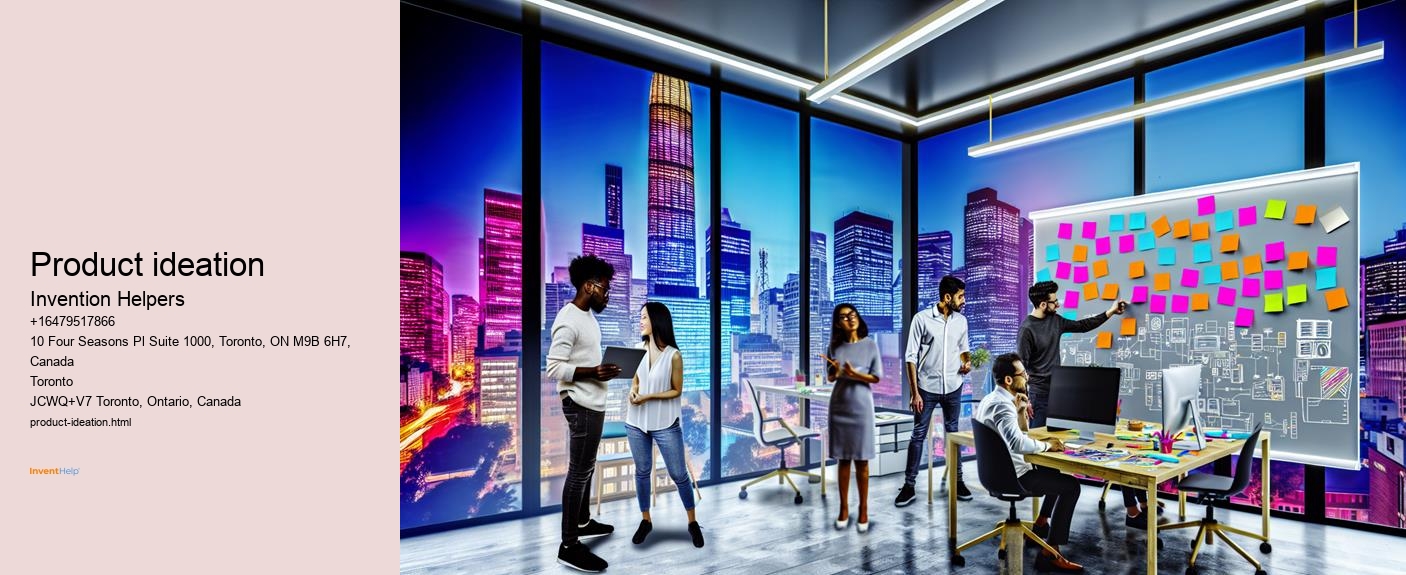 Product ideation
Invention Helpers
+16479517866
10 Four Seasons Pl Suite 1000, Toronto, ON M9B 6H7,
Canada
Toronto
JCWQ+V7 Toronto, Ontario, Canada
product-ideation.html
InventHelp